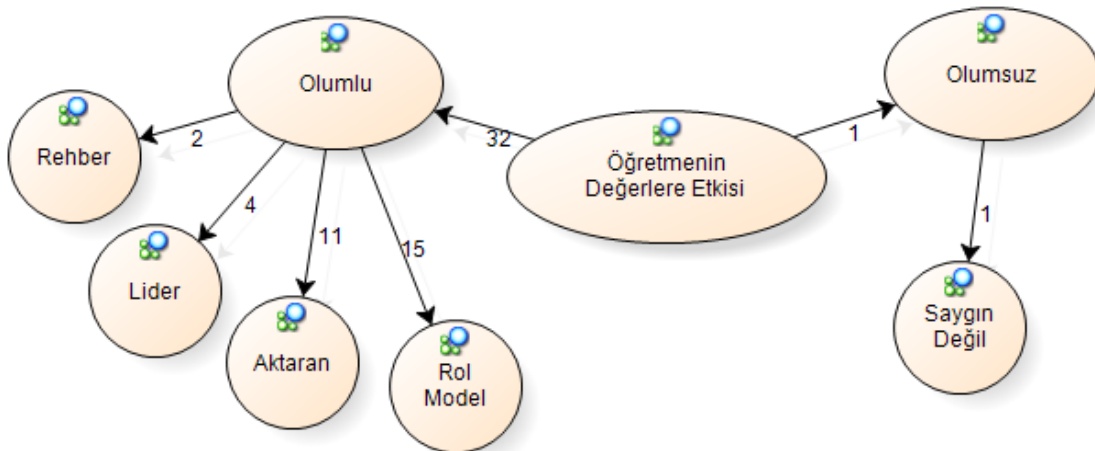 Olumlu
Olumsuz
32
1
Öğretmenin
Değerlere Etkisi
2
Rehber
4
Lider
11
Aktaran
15
Rol
Model
1
Saygın
Değil